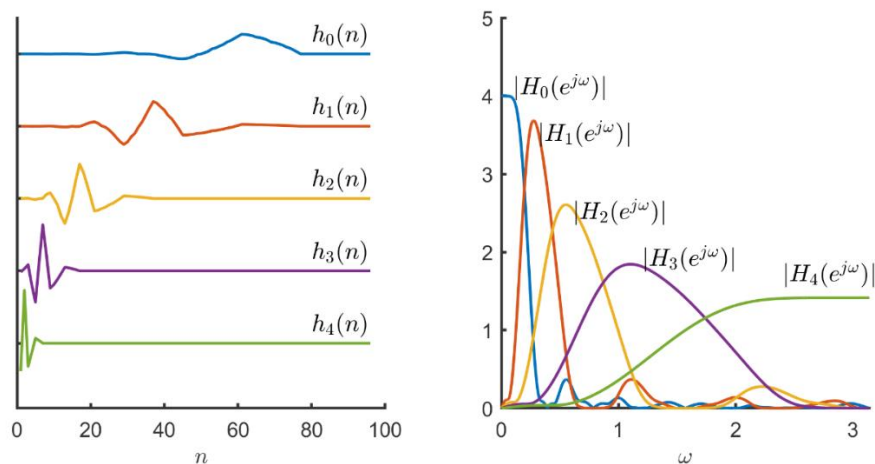 h₀(n)
h₁(n)
h₂(n)
h₃(n)
h₄(n)
0 20 40 60 80 100
n
5
4
3
2
1
0
|H₀(e^{jω})|
|H₁(e^{jω})|
|H₂(e^{jω})|
|H₃(e^{jω})|
|H₄(e^{jω})|
0 1 2 3
ω